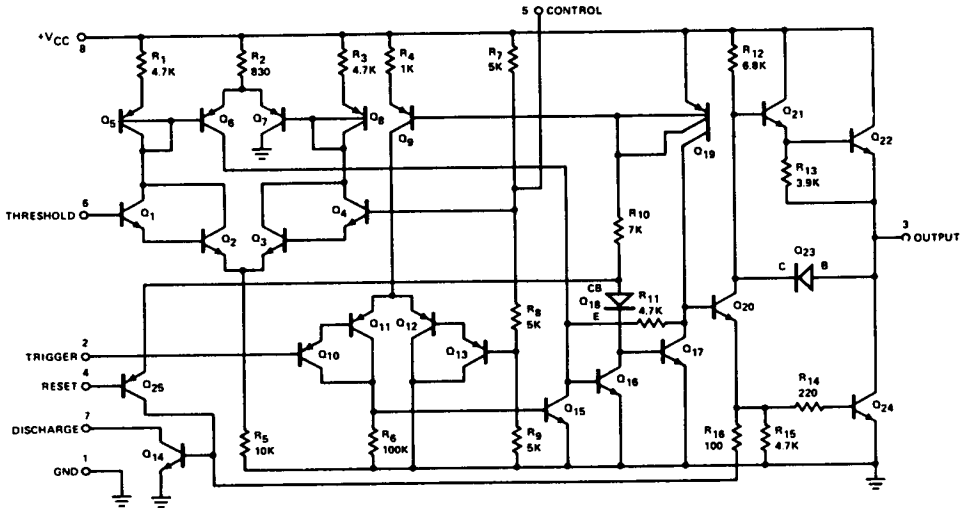 5 CONTROL
+VCC
8
R1
4.7K
R2
830
R3
4.7K
R4
1K
R7
5K
R12
6.8K
Q5
Q6
Q7
Q8
Q9
Q19
Q21
Q22
R13
3.9K
6
THRESHOLD
Q1
Q2
Q3
Q4
R10
7K
3
OUTPUT
Q23
C
B
CB
Q18
E
R11
4.7K
Q20
R8
5K
Q11
Q12
Q10
Q13
Q17
TRIGGER
2
RESET
4
Q25
Q16
Q15
R14
220
Q24
DISCHARGE
7
Q14
R5
10K
R6
100K
R9
5K
R16
100
R15
4.7K
GND
1